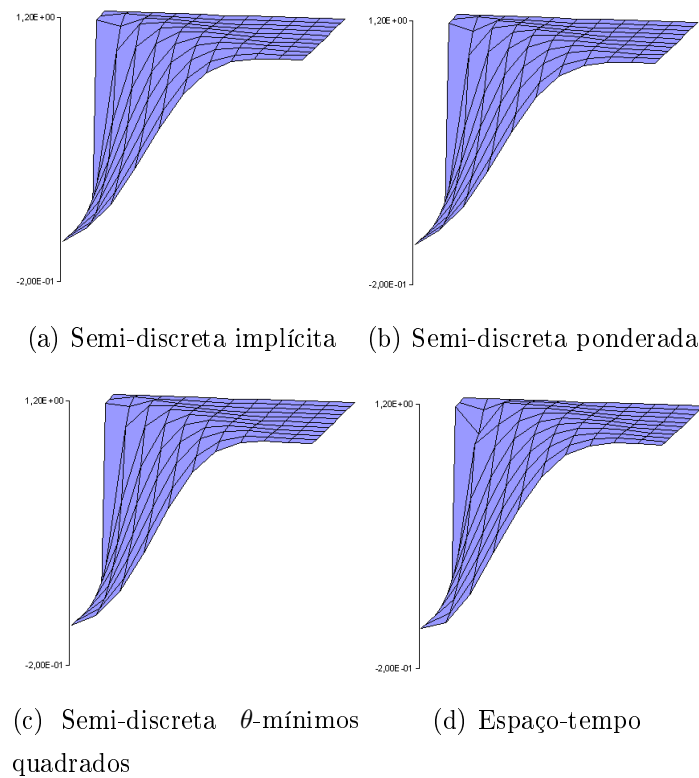 1,20E+00
-2,00E-01
1,20E+00
-2,00E-01
(a) Semi-discreta implícita
(b) Semi-discreta ponderada
1,20E+00
-2,00E-01
1,20E+00
-2,00E-01
(c) Semi-discreta θ-mínimos
quadrados
(d) Espaço-tempo